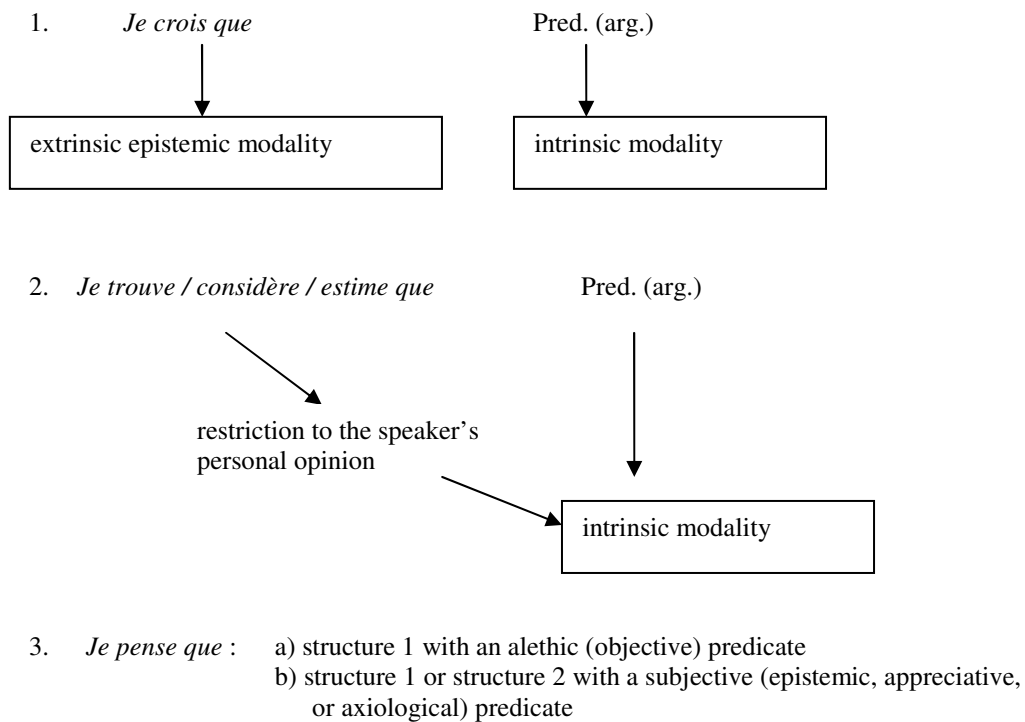 1. Je crois que Pred. (arg.)
extrinsic epistemic modality intrinsic modality
2. Je trouve / considère / estime que Pred. (arg.)
restriction to the speaker’s
personal opinion
intrinsic modality
3. Je pense que : a) structure 1 with an alethic (objective) predicate
b) structure 1 or structure 2 with a subjective (epistemic, appreciative,
or axiological) predicate